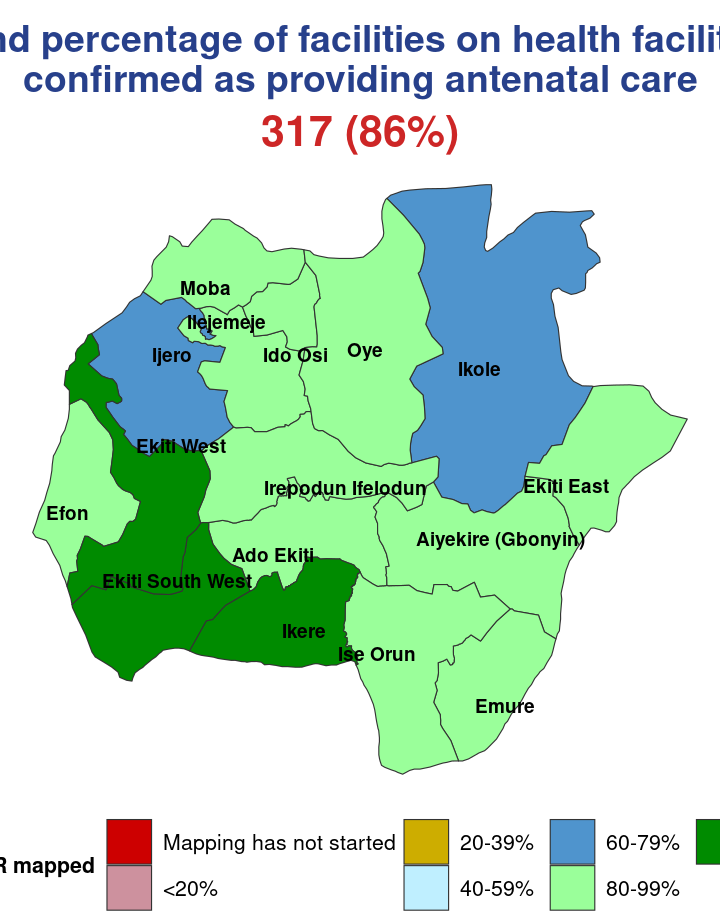 percentage of facilities on health
confirmed as providing antenatal care
317 (86%)
Moba
Ilejemeje
Ijero
Ido Osi
Oye
Ikole
Ekiti West
Irepodun Ifelodun
Ekiti East
Efon
Aiyekire (Gbonyin)
Ado Ekiti
Ekiti South West
Ikere
Ise Orun
Emure
Mapping has not started
20-39%
60-79%
R mapped
<20%
40-59%
80-99%